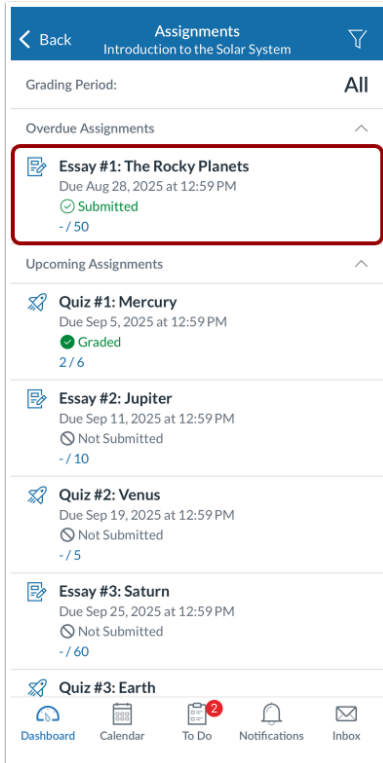 Back
Assignments
Introduction to the Solar System
Grading Period:
All
Overdue Assignments
Essay #1: The Rocky Planets
Due Aug 28, 2025 at 12:59 PM
Submitted
- / 50
Upcoming Assignments
Quiz #1: Mercury
Due Sep 5, 2025 at 12:59 PM
Graded
2 / 6
Essay #2: Jupiter
Due Sep 11, 2025 at 12:59 PM
Not Submitted
- / 10
Quiz #2: Venus
Due Sep 19, 2025 at 12:59 PM
Not Submitted
- / 5
Essay #3: Saturn
Due Sep 25, 2025 at 12:59 PM
Not Submitted
- / 60
Quiz #3: Earth
2
Dashboard Calendar To Do Notifications Inbox